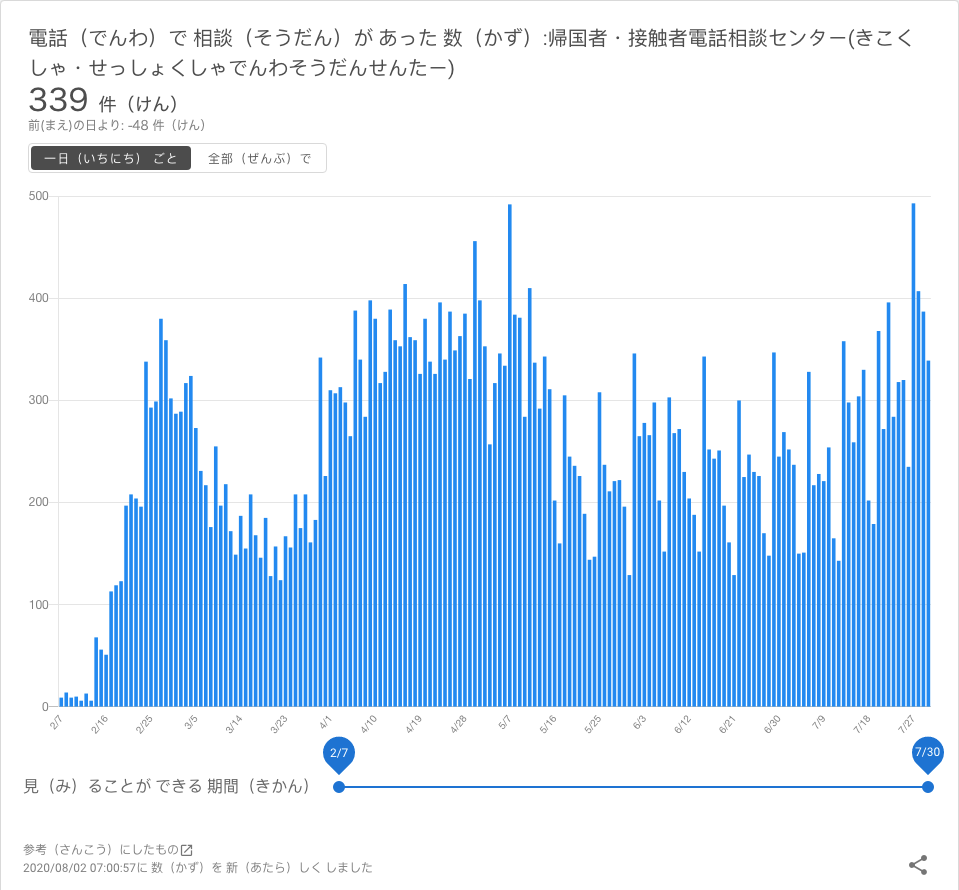 電話（でんわ）で 相談（そうだん）が あった 数（かず）:帰国者・接触者電話相談センター(きこく
しゃ・せっしょくしゃでんわそうだんせんたー)
339 件（けん）
前(まえ)の日より: -48 件（けん）
一日（いちにち） ごと 全部（ぜんぶ）で
500
400
300
200
100
0
2/7 2/16 2/25 3/5 3/14 3/23 4/1 4/10 4/19 4/28 5/7 5/16 5/25 6/3 6/12 6/21 6/30 7/9 7/18 7/27
2/7 7/30
見（み）ることが できる 期間（きかん）
参考（さんこう）にしたもの
2020/08/02 07:00:57に 数（かず）を 新（あたら）しく しました